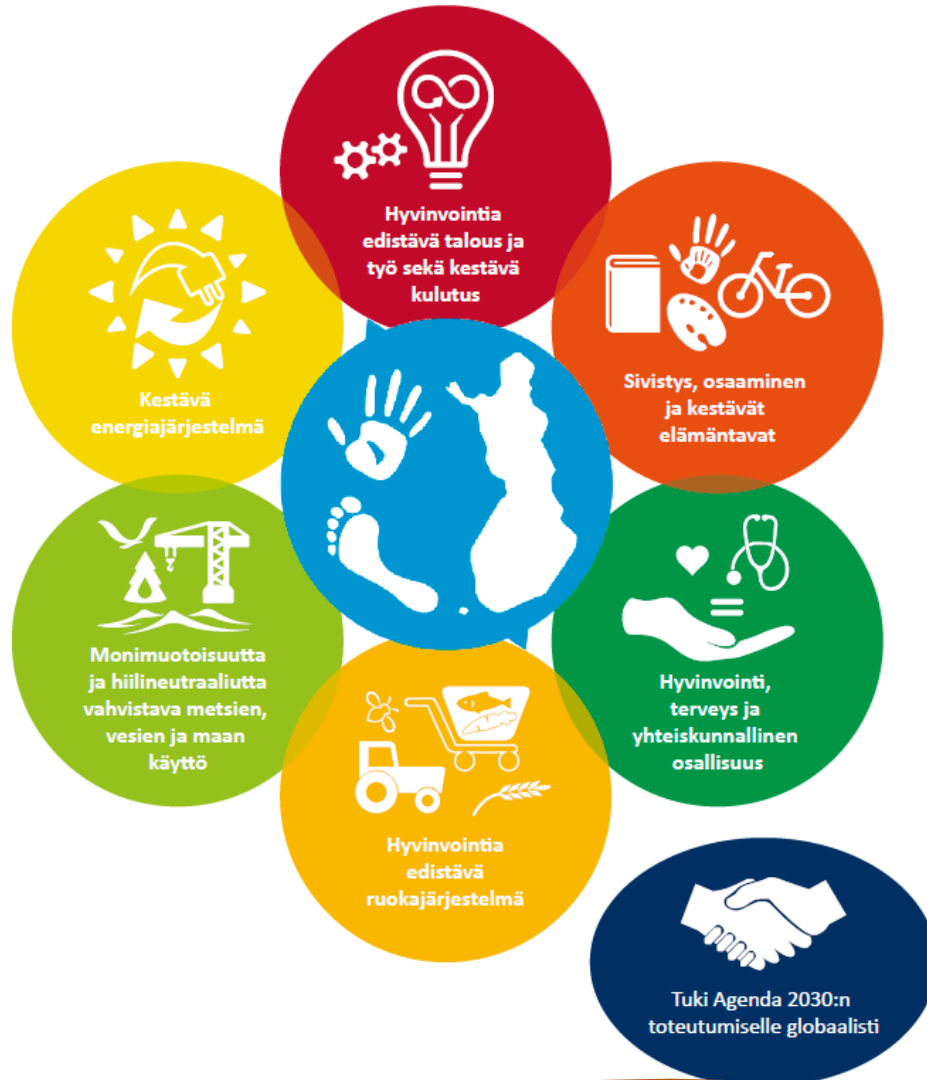 Hyvinvointia
edistävä talous ja
työ sekä kestävä
kulutus
Sivistys, osaaminen
ja kestävät
elämäntavat
Kestävä
energiajärjestelmä
Monimuotoisuutta
ja hiilineutraaliutta
vahvistava metsien,
vesien ja maan
käyttö
Hyvinvointi,
terveys ja
yhteiskunnallinen
osallisuus
Hyvinvointia
edistävä
ruokajärjestelmä
Tuki Agenda 2030:n
toteutumiselle globaalisti